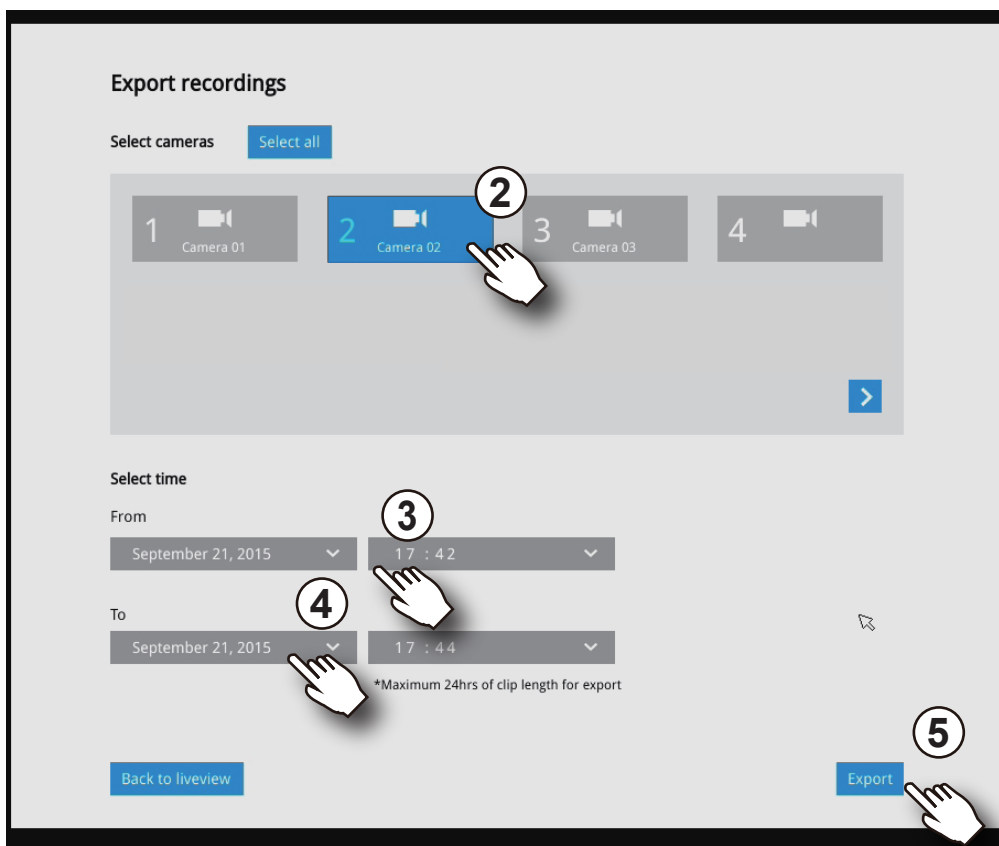 Export recordings
Select cameras Select all
2
1 Camera 01
2 Camera 02
3 Camera 03
4
Select time
From
3
September 21, 2015 17 : 42
4
To
September 21, 2015 17 : 44
*Maximum 24hrs of clip length for export
5
Back to liveview Export